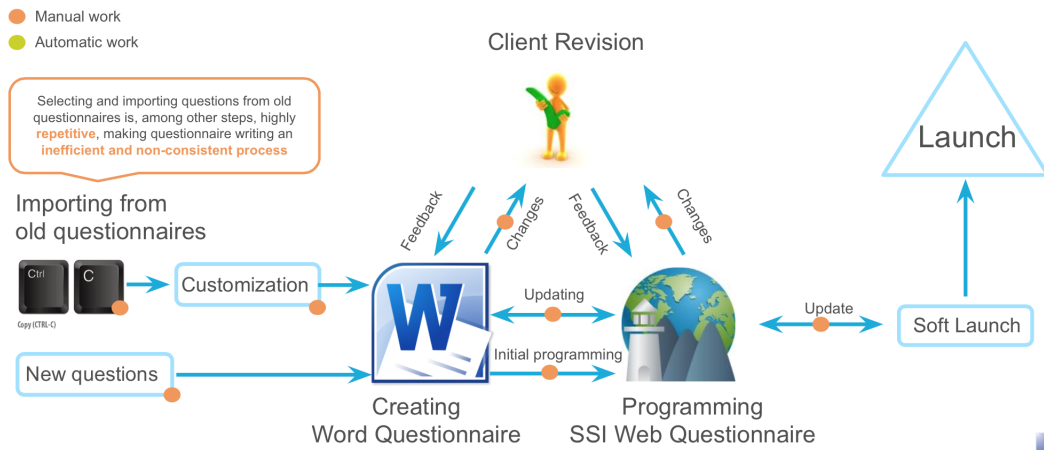 Manual work
Automatic work
Client Revision
Selecting and importing questions from old
questionnaires is, among other steps, highly
repetitive, making questionnaire writing an
inefficient and non-consistent process
Launch
Importing from
old questionnaires
Feedback
Changes
Feedback
Changes
Ctrl
C
Copy (CTRL-C)
Customization
W
Updating
Update
Soft Launch
Initial programming
New questions
Creating
Word Questionnaire
Programming
SSI Web Questionnaire